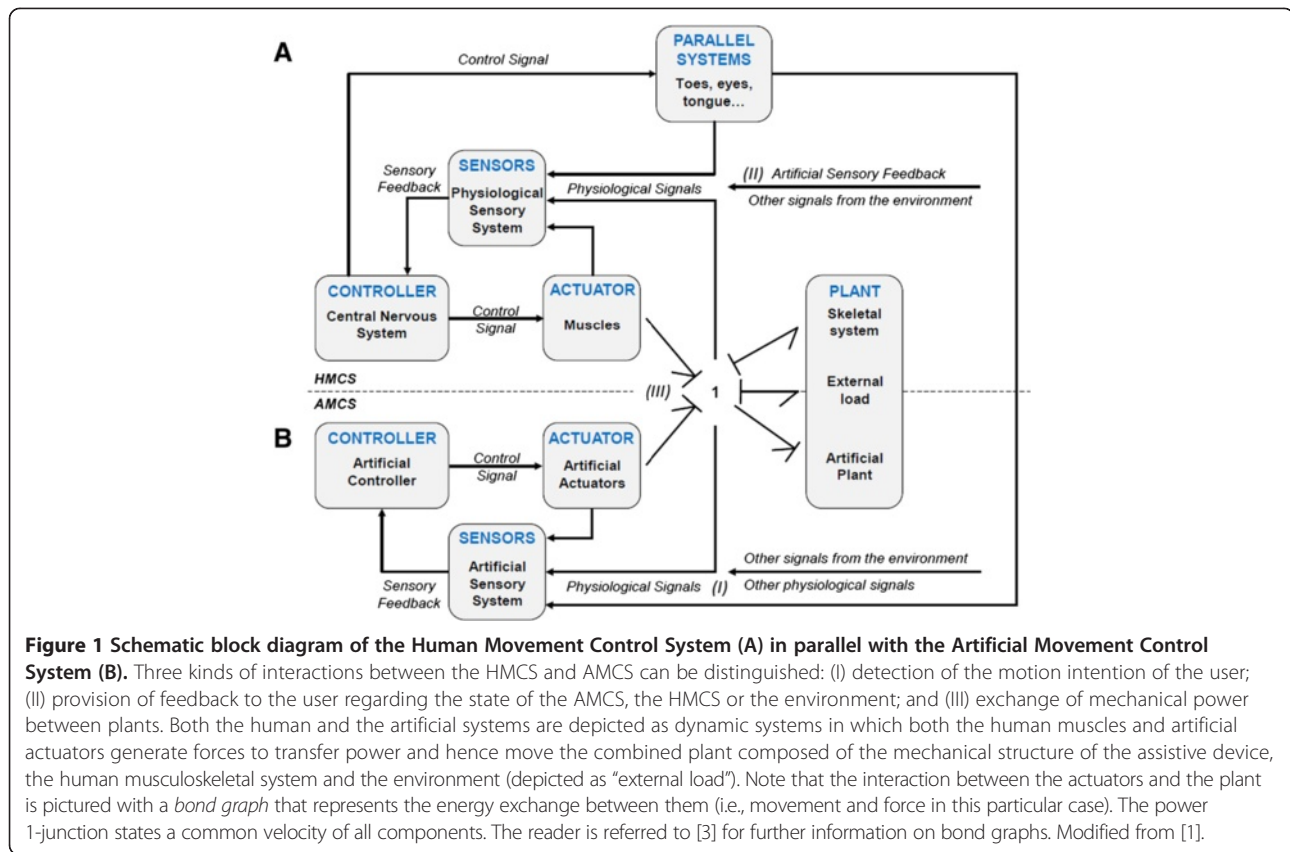 A
Control Signal
PARALLEL
SYSTEMS
Toes, eyes,
tongue...
Sensory
Feedback
SENSORS
Physiological
Sensory
System
Physiological Signals
(II) Artificial Sensory Feedback
Other signals from the environment
CONTROLLER
Central Nervous
System
Control
Signal
ACTUATOR
Muscles
PLANT
Skeletal
system
External
load
Artificial
Plant
HMCS
AMCS
(III)
1
B
CONTROLLER
Artificial
Controller
Control
Signal
ACTUATOR
Artificial
Actuators
SENSORS
Artificial
Sensory
System
Sensory
Feedback
Physiological Signals (I)
Other signals from the environment
Other physiological signals
Figure 1 Schematic block diagram of the Human Movement Control System (A) in parallel with the Artificial Movement Control
System (B). Three kinds of interactions between the HMCS and AMCS can be distinguished: (I) detection of the motion intention of the user;
(II) provision of feedback to the user regarding the state of the AMCS, the HMCS or the environment; and (III) exchange of mechanical power
between plants. Both the human and the artificial systems are depicted as dynamic systems in which both the human muscles and artificial
actuators generate forces to transfer power and hence move the combined plant composed of the mechanical structure of the assistive device,
the human musculoskeletal system and the environment (depicted as “external load”). Note that the interaction between the actuators and the plant
is pictured with a bond graph that represents the energy exchange between them (i.e., movement and force in this particular case). The power
1-junction states a common velocity of all components. The reader is referred to [3] for further information on bond graphs. Modified from [1].